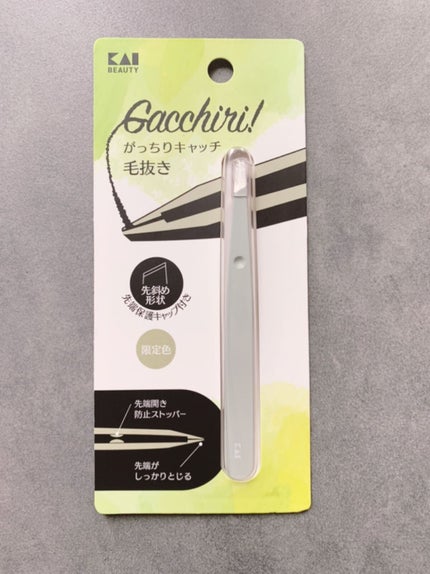 KAI
BEAUTY
Gacchiri!
がっちりキャッチ
毛抜き
先斜め
形状
先端保護キャップ付き
限定色
先端開き
防止ストッパー
先端が
しっかりとじる
KAI